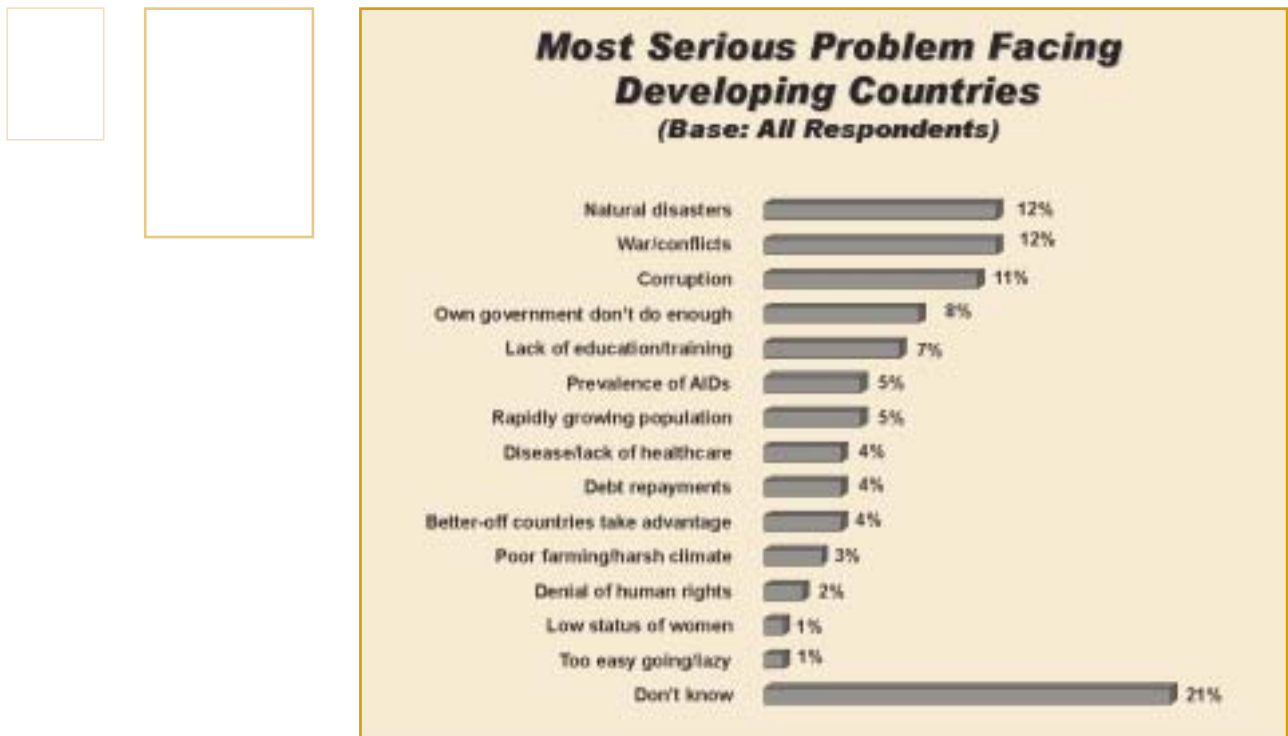 Most Serious Problem Facing
Developing Countries
(Base: All Respondents)
Natural disasters 12%
War/conflicts 12%
Corruption 11%
Own government don't do enough 8%
Lack of education/training 7%
Prevalence of AIDs 5%
Rapidly growing population 5%
Disease/lack of healthcare 4%
Debt repayments 4%
Better-off countries take advantage 4%
Poor farming/harsh climate 3%
Denial of human rights 2%
Low status of women 1%
Too easy going/lazy 1%
Don't know 21%